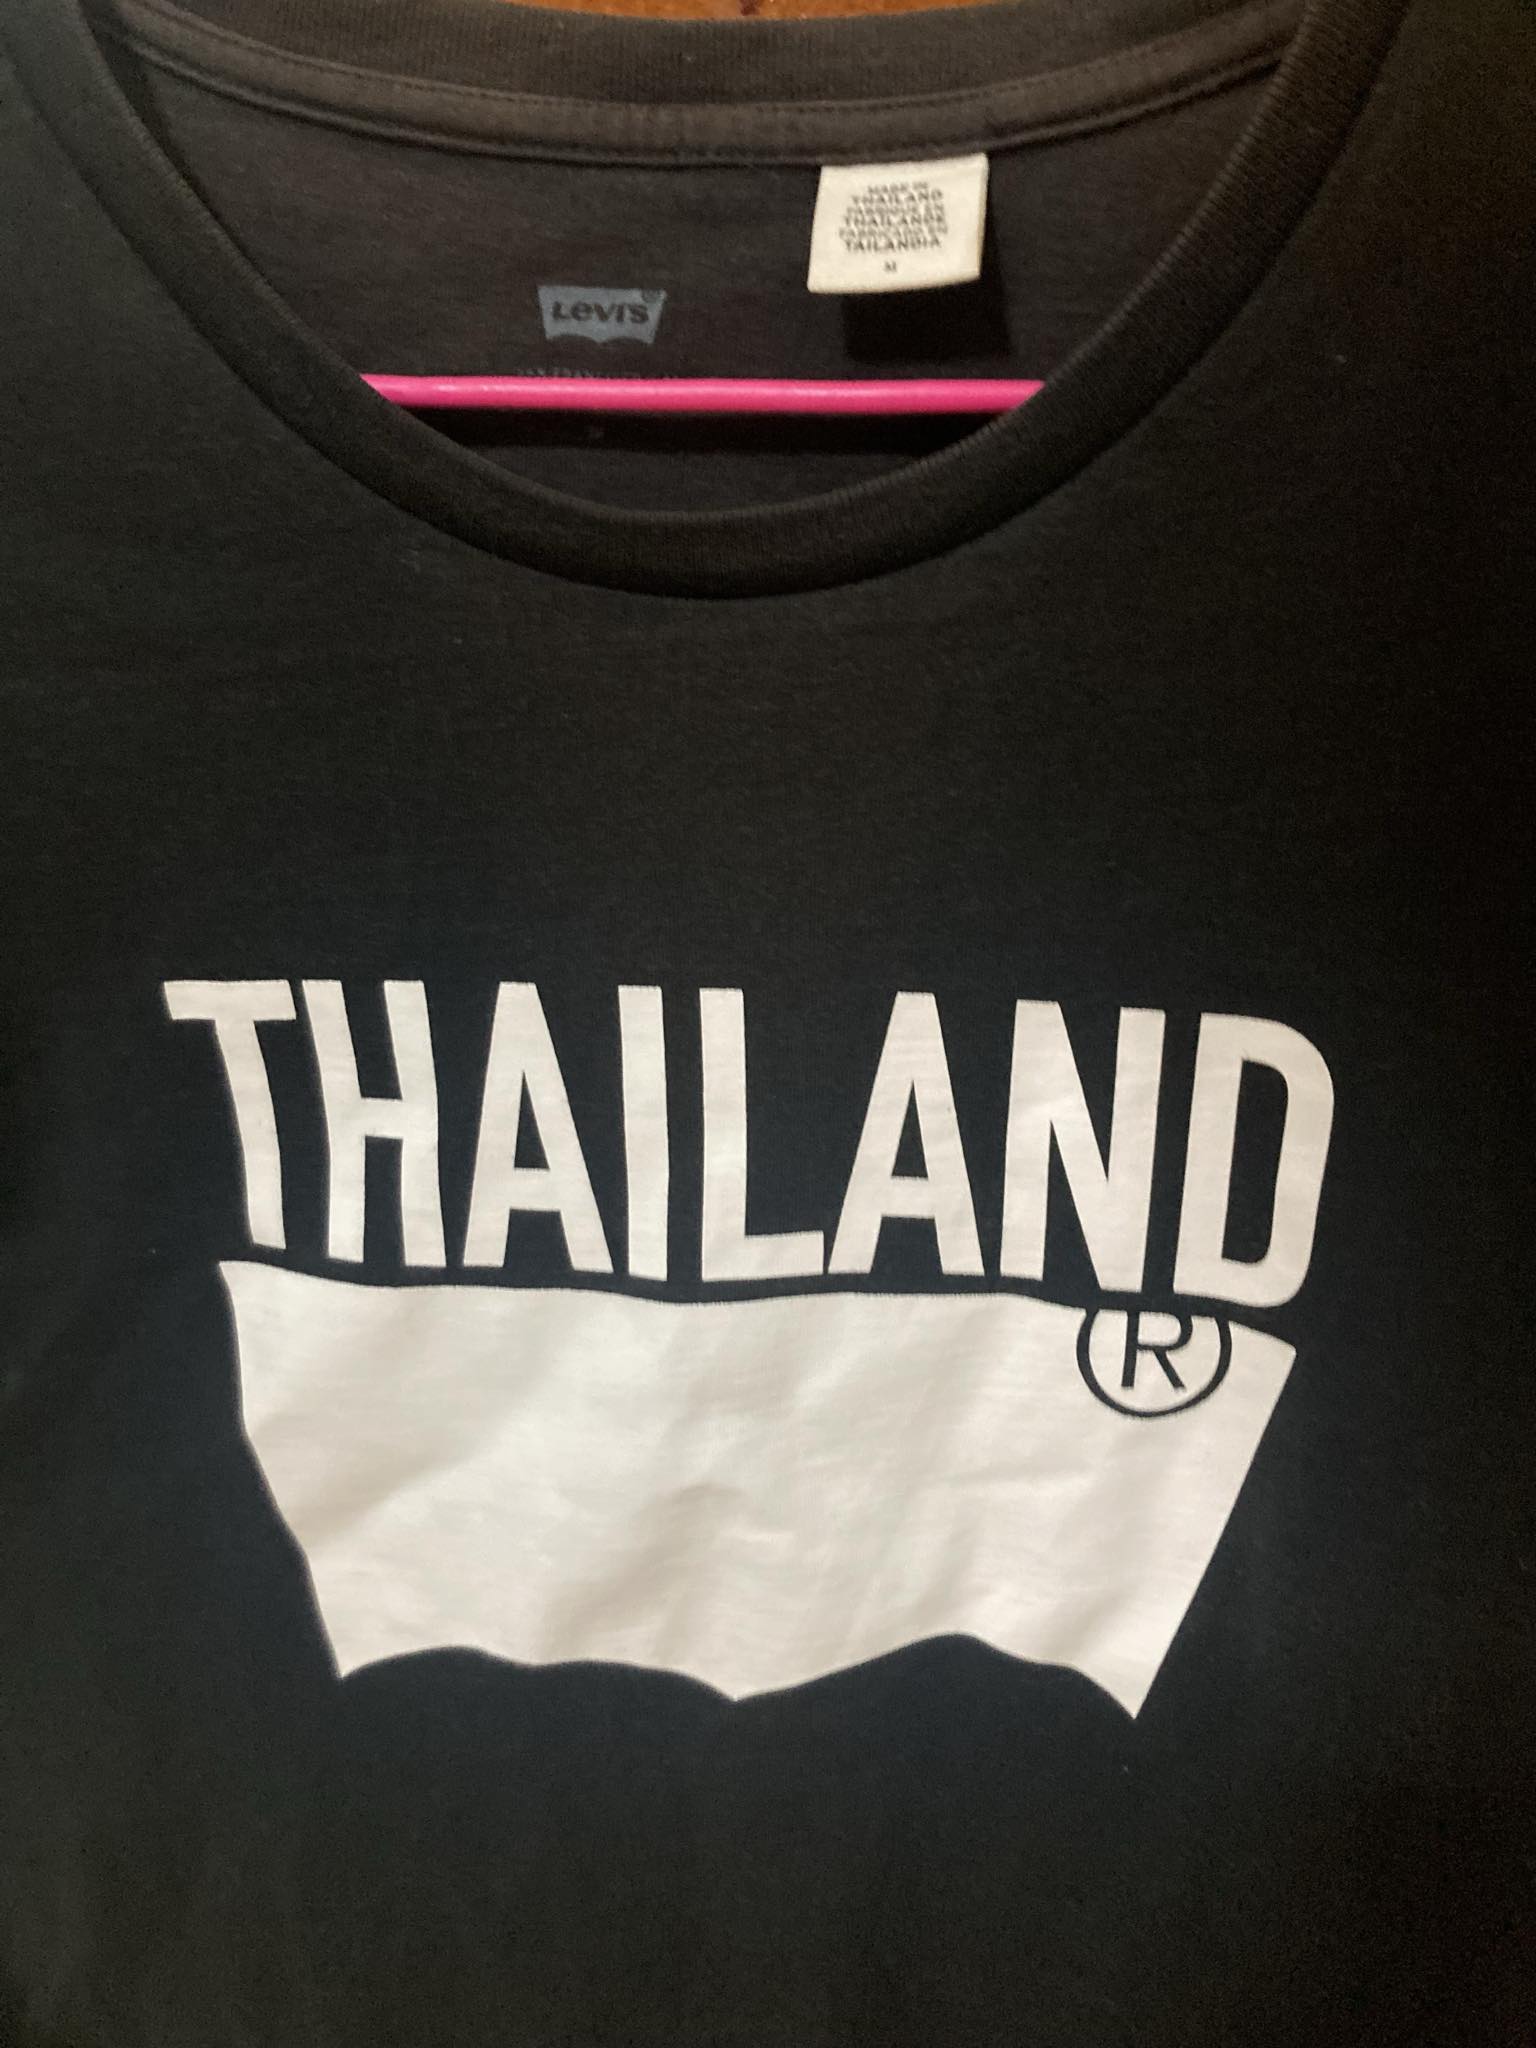 MADE IN
THAILAND
FABRIQUÉ EN
THAÏLANDE
FABRICADO EN
TAILANDIA
M
Levi's®
THAILAND
®